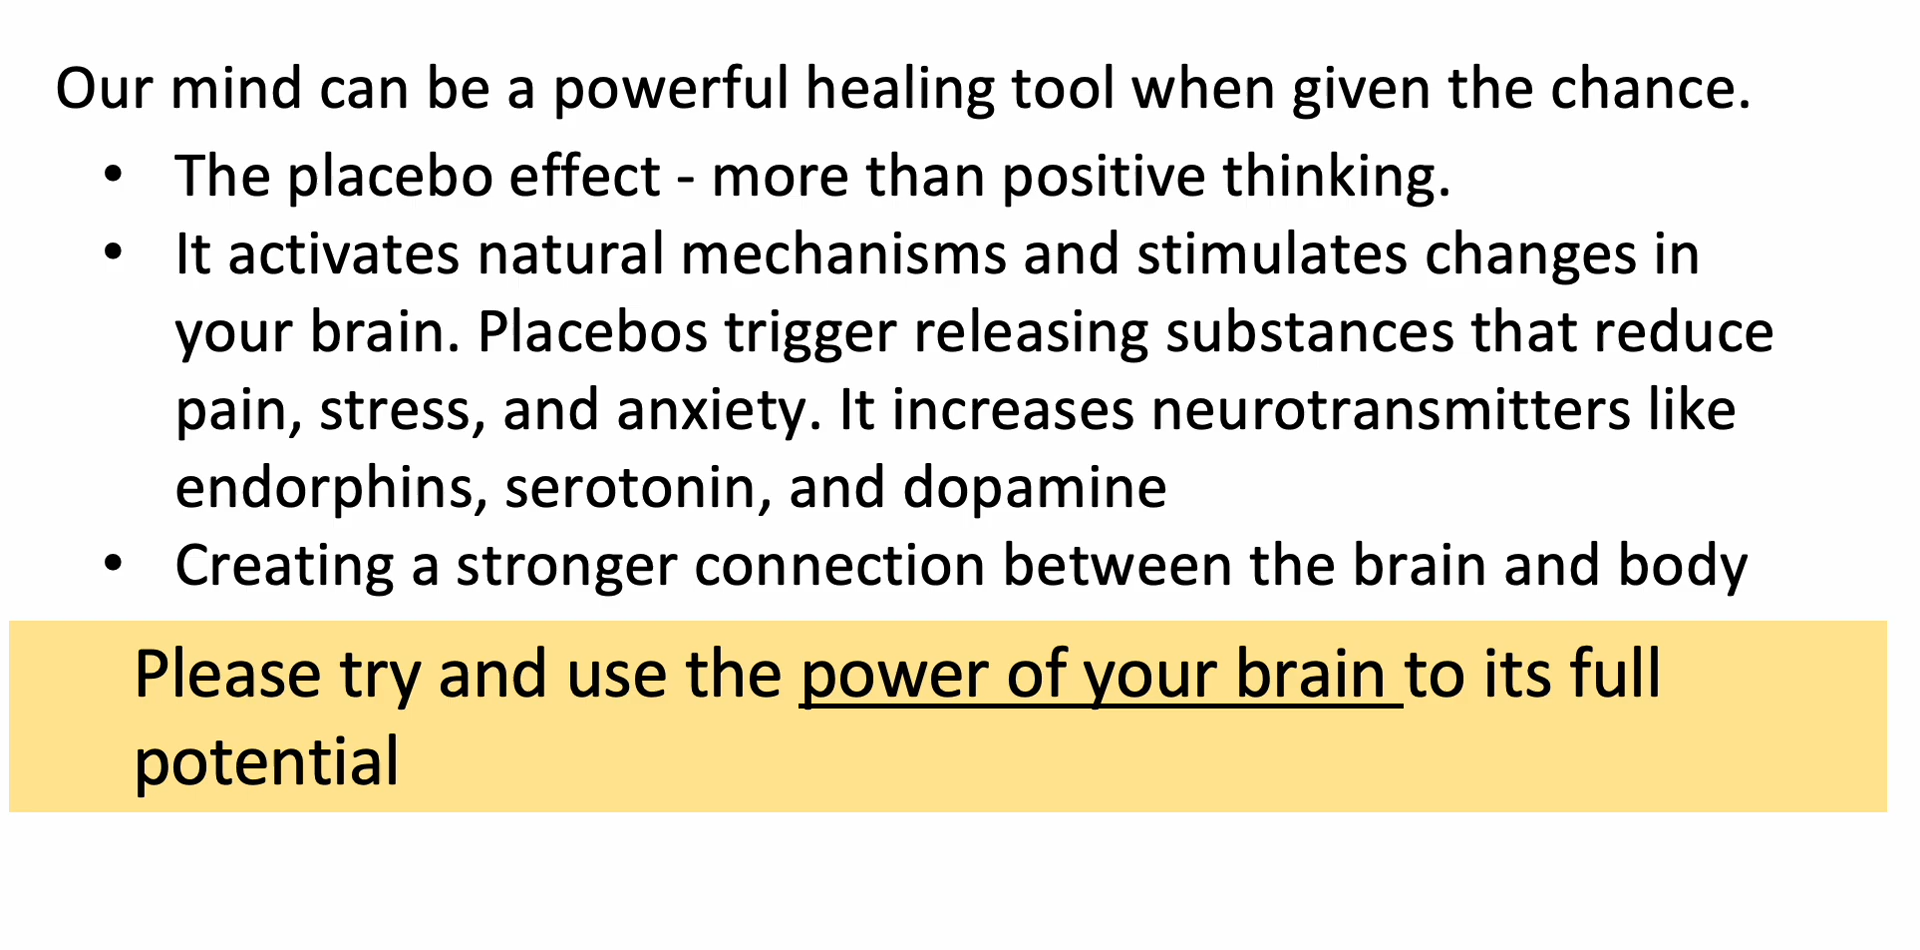 Our mind can be a powerful healing tool when given the chance.
• The placebo effect - more than positive thinking.
• It activates natural mechanisms and stimulates changes in
your brain. Placebos trigger releasing substances that reduce
pain, stress, and anxiety. It increases neurotransmitters like
endorphins, serotonin, and dopamine
• Creating a stronger connection between the brain and body
Please try and use the power of your brain to its full
potential